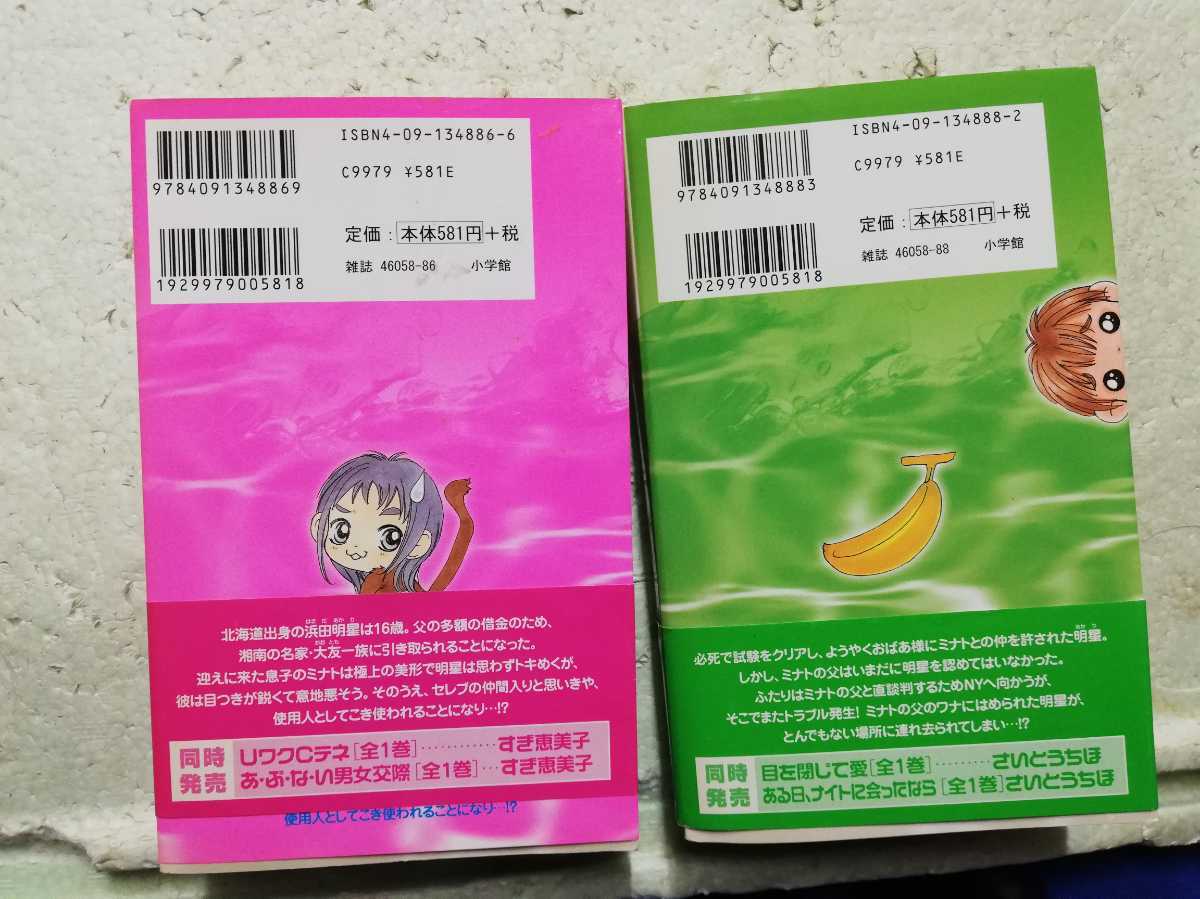 ISBN4-09-134886-6
9784091348869
C9979 ¥581E
定価：本体581円+税
雑誌 46058-86 小学館
1929979005818
北海道出身の浜田明星は16歳。父の多額の借金のため、
はまだあかり
湘南の名家・大友一族に引き取られることになった。
おおとも
迎えに来た息子のミナトは極上の美形で明星は思わずトキめくが、
彼は目つきが鋭くて意地悪そう。そのうえ、セレブの仲間入りと思いきや、
使用人としてこき使われることになり…!?
同時発売
UワクCテネ[全1巻]…………すぎ恵美子
あ・ぶ・な・い男女交際[全1巻]…すぎ恵美子
使用人としてこき使われることになり…!?
ISBN4-09-134888-2
9784091348883
C9979 ¥581E
定価：本体581円+税
雑誌 46058-88 小学館
1929979005818
必死で試験をクリアし、ようやくおばあ様にミナトとの仲を許された明星。
あかり
しかし、ミナトの父はいまだに明星を認めてはいなかった。
ふたりはミナトの父と直談判するためNYへ向かうが、
そこでまたトラブル発生! ミナトの父のワナにはめられた明星が、
とんでもない場所に連れ去られてしまい…!?
同時発売
目を閉じて愛[全1巻]………さいとうちほ
ある日、ナイトに会ったなら[全1巻]さいとうちほ